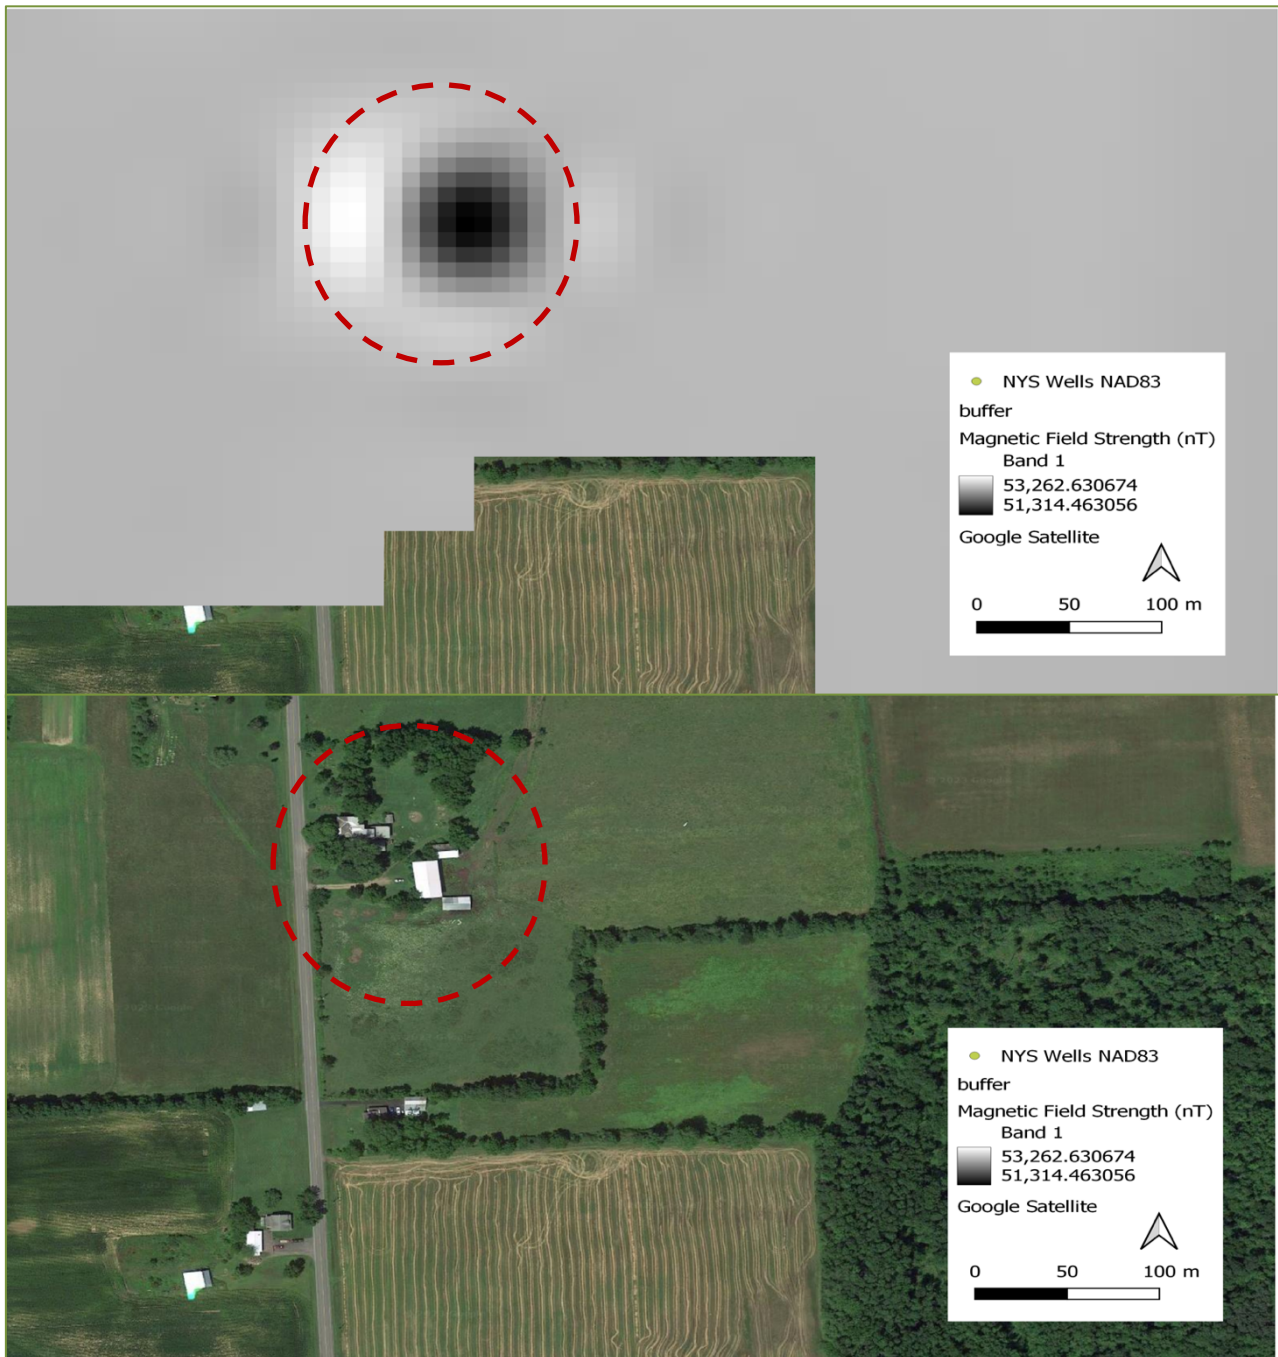 NYS Wells NAD83
buffer
Magnetic Field Strength (nT)
Band 1
53,262.630674
51,314.463056
Google Satellite
0 50 100 m
NYS Wells NAD83
buffer
Magnetic Field Strength (nT)
Band 1
53,262.630674
51,314.463056
Google Satellite
0 50 100 m